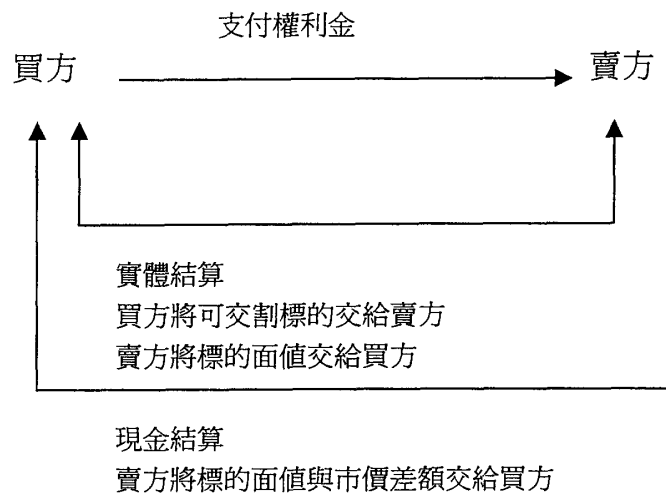 支付權利金
買方 賣方
實體結算
買方將可交割標的交給賣方
賣方將標的面值交給買方
現金結算
賣方將標的面值與市價差額交給買方